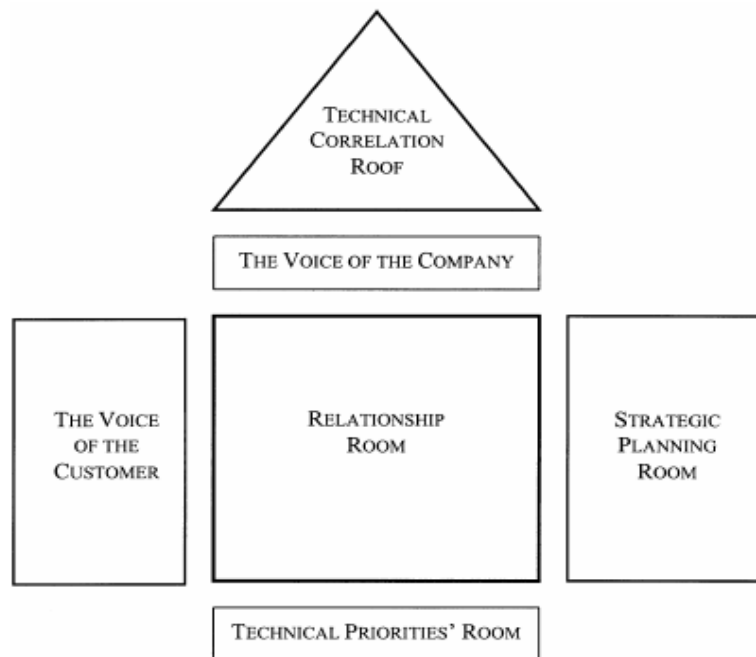 TECHNICAL
CORRELATION
ROOF
THE VOICE OF THE COMPANY
THE VOICE
OF THE
CUSTOMER
RELATIONSHIP
ROOM
STRATEGIC
PLANNING
ROOM
TECHNICAL PRIORITIES’ ROOM